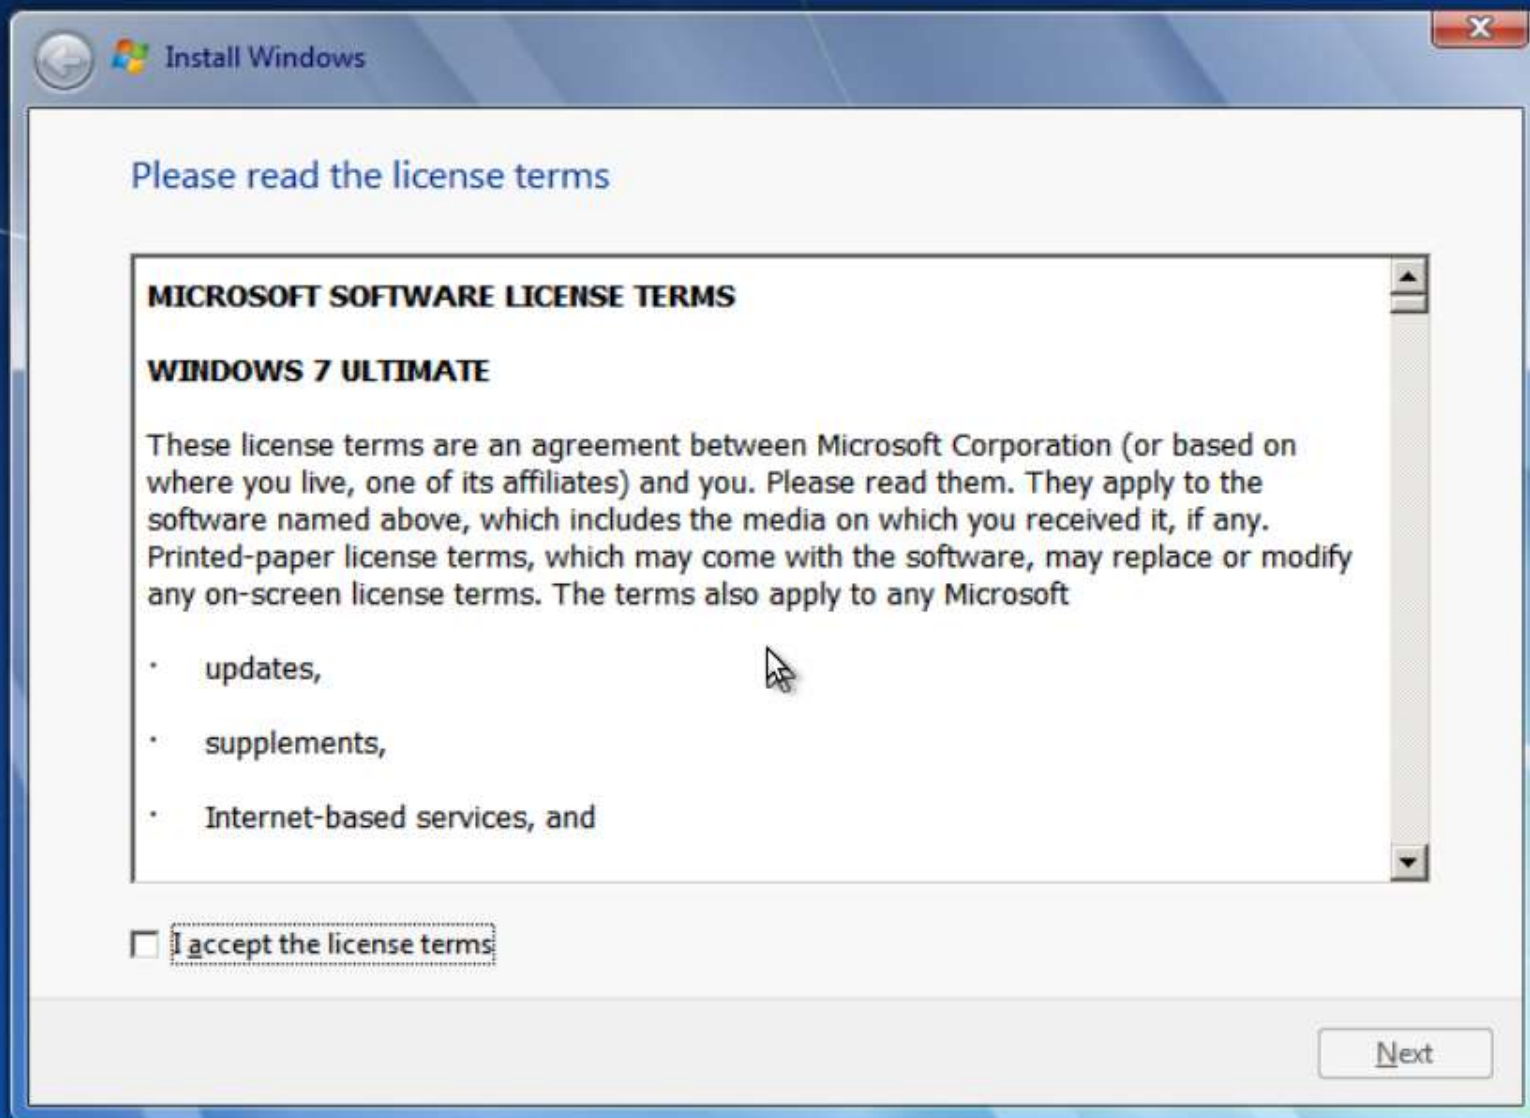 Install Windows
Please read the license terms
MICROSOFT SOFTWARE LICENSE TERMS
WINDOWS 7 ULTIMATE
These license terms are an agreement between Microsoft Corporation (or based on
where you live, one of its affiliates) and you. Please read them. They apply to the
software named above, which includes the media on which you received it, if any.
Printed-paper license terms, which may come with the software, may replace or modify
any on-screen license terms. The terms also apply to any Microsoft
· updates,
· supplements,
· Internet-based services, and
I accept the license terms
Next